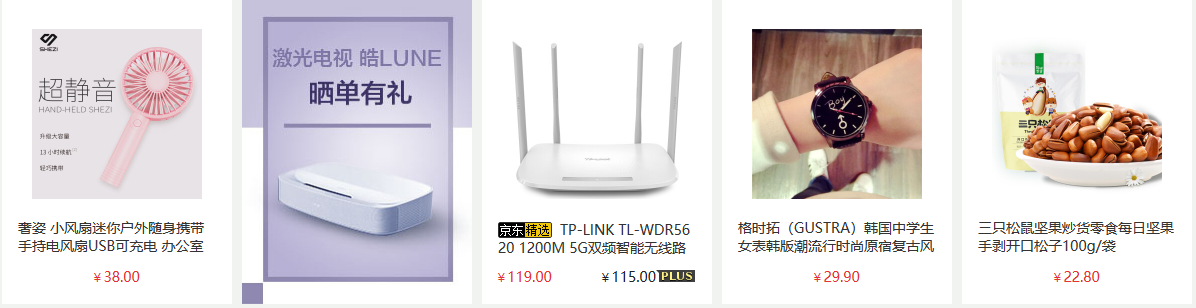 SHEZI
超静音
HAND-HELD SHEZI
升级大容量
13 小时续航
轻巧携带
奢姿 小风扇迷你户外随身携带
手持电风扇USB可充电 办公室
￥38.00
激光电视 皓LUNE
晒单有礼
京东精选 TP-LINK TL-WDR56
20 1200M 5G双频智能无线路
￥119.00 ￥115.00 PLUS
Boy
格时拓（GUSTRA）韩国中学生
女表韩版潮流行时尚原宿复古风
￥29.90
三只松
三只松鼠坚果炒货零食每日坚果
手剥开口松子100g/袋
￥22.80